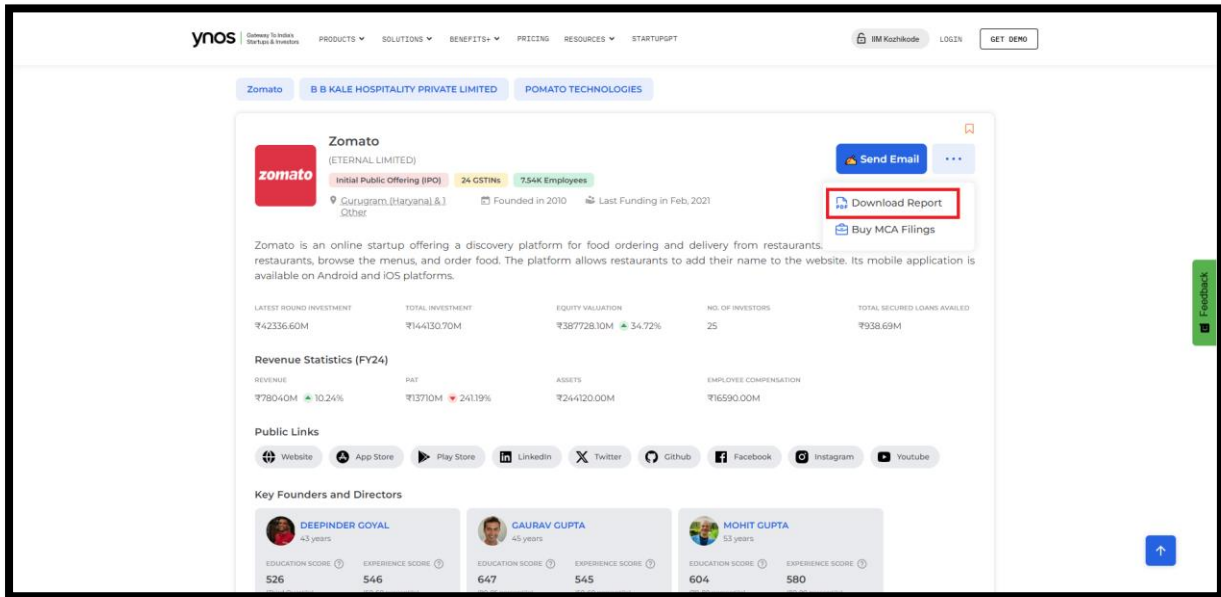 ynos Gateway To India's
Startups & Investors
PRODUCTS SOLUTIONS BENEFITS+ PRICING RESOURCES STARTUPGPT IIM Kozhikode LOGIN GET DEMO
Zomato B B KALE HOSPITALITY PRIVATE LIMITED POMATO TECHNOLOGIES
zomato
Zomato
(ETERNAL LIMITED)
Initial Public Offering (IPO) 24 GSTINs 7.54K Employees
Gurugram (Haryana) & 1
Other
Founded in 2010 Last Funding in Feb, 2021
Send Email ...
PDF Download Report
Buy MCA Filings
Zomato is an online startup offering a discovery platform for food ordering and delivery from restaurants.
restaurants, browse the menus, and order food. The platform allows restaurants to add their name to the website. Its mobile application is
available on Android and iOS platforms.
LATEST ROUND INVESTMENT TOTAL INVESTMENT EQUITY VALUATION NO. OF INVESTORS TOTAL SECURED LOANS AVAILED
₹42336.60M ₹144130.70M ₹387728.10M 34.72% 25 ₹938.69M
Revenue Statistics (FY24)
REVENUE PAT ASSETS EMPLOYEE COMPENSATION
₹78040M 10.24% ₹13710M 241.19% ₹244120.00M ₹16590.00M
Public Links
Website App Store Play Store LinkedIn Twitter Github Facebook Instagram Youtube
Key Founders and Directors
DEEPINDER GOYAL GAURAV GUPTA MOHIT GUPTA
43 years 45 years 53 years
EDUCATION SCORE ? EXPERIENCE SCORE ? EDUCATION SCORE ? EXPERIENCE SCORE ? EDUCATION SCORE ? EXPERIENCE SCORE ?
526 546 647 545 604 580
Feedback